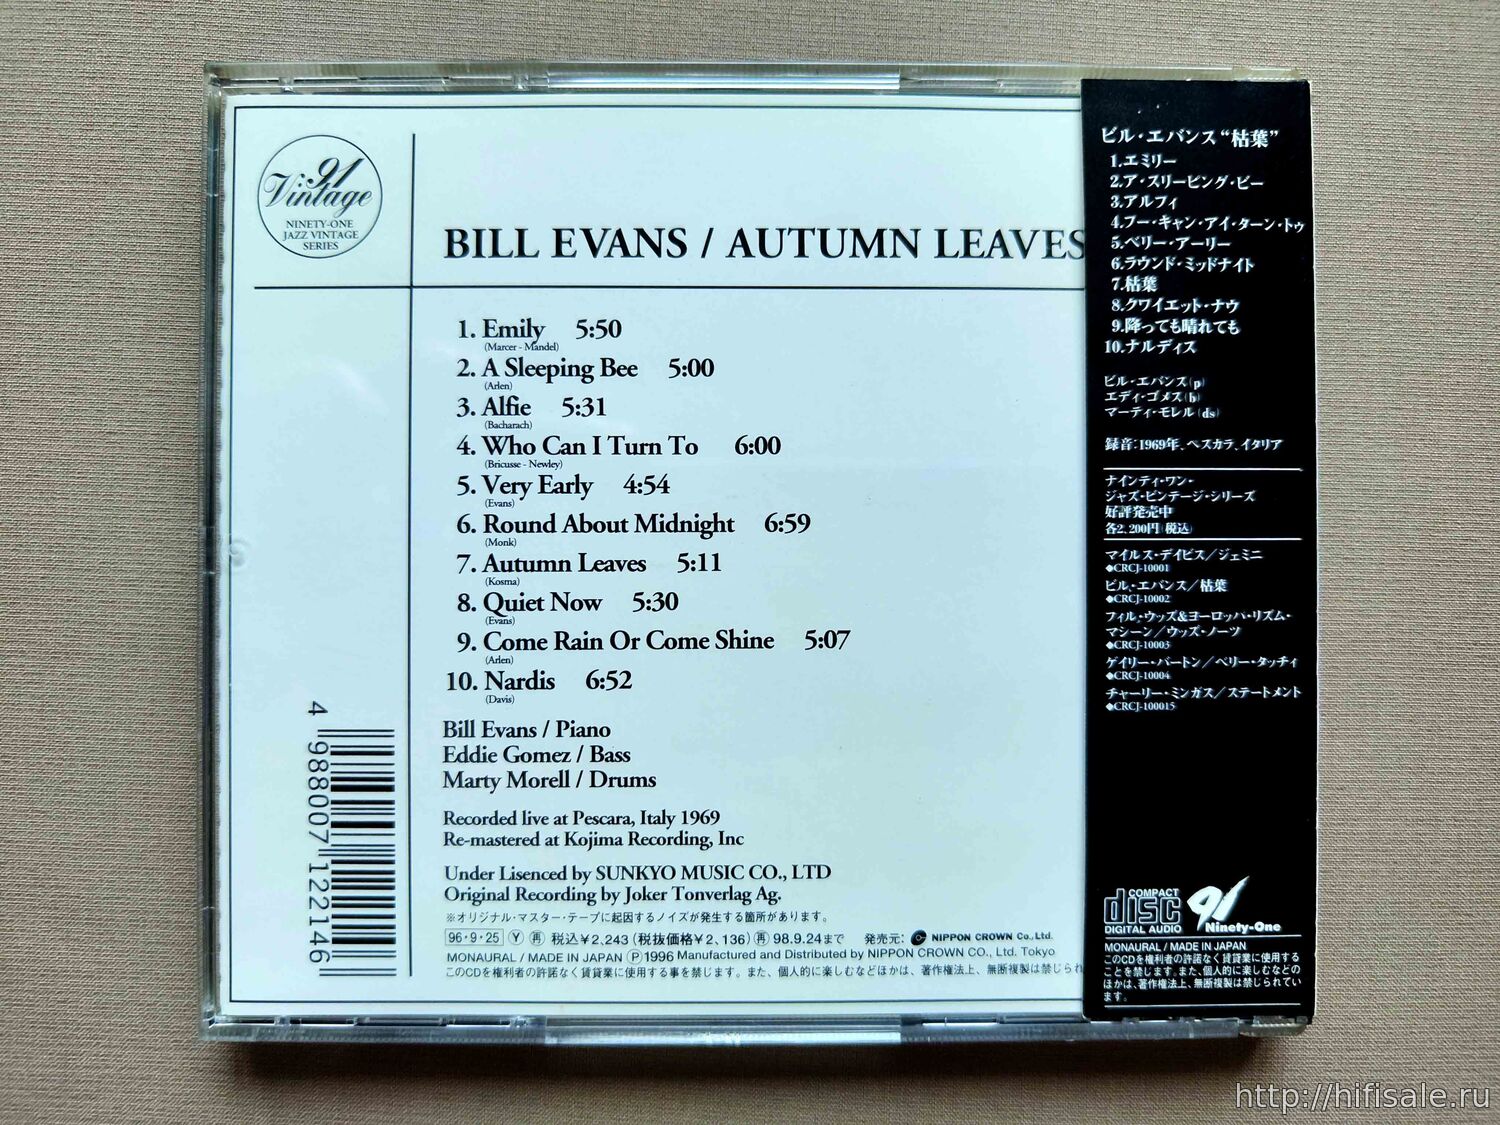 91
Vintage
NINETY-ONE
JAZZ VINTAGE
SERIES
BILL EVANS / AUTUMN LEAVES
1. Emily 5:50
(Marcer - Mandel)
2. A Sleeping Bee 5:00
(Arlen)
3. Alfie 5:31
(Bacharach)
4. Who Can I Turn To 6:00
(Bricusse - Newley)
5. Very Early 4:54
(Evans)
6. Round About Midnight 6:59
(Monk)
7. Autumn Leaves 5:11
(Kosma)
8. Quiet Now 5:30
(Evans)
9. Come Rain Or Come Shine 5:07
(Arlen)
10. Nardis 6:52
(Davis)
Bill Evans / Piano
Eddie Gomez / Bass
Marty Morell / Drums
Recorded live at Pescara, Italy 1969
Re-mastered at Kojima Recording, Inc
Under Lisenced by SUNKYO MUSIC CO., LTD
Original Recording by Joker Tonverlag Ag.
※オリジナル・マスター・テープに起因するノイズが発生する箇所があります。
96・9・25 Ⓨ 再 税込¥2,243(税抜価格¥2,136) 再 98.9.24まで 発売元: NIPPON CROWN Co., Ltd.
MONAURAL / MADE IN JAPAN Ⓟ1996 Manufactured and Distributed by NIPPON CROWN CO., Ltd. Tokyo
このCDを権利者の許諾なく賃貸業に使用する事を禁じます。また、個人的に楽しむなどほかは、著作権法上、無断複製は禁じられ
4 988007 122146
ビル・エバンス“枯葉”
1.エミリー
2.ア・スリーピング・ビー
3.アルフィ
4.フー・キャン・アイ・ターン・トゥ
5.ベリー・アーリー
6.ラウンド・ミッドナイト
7.枯葉
8.クワイエット・ナウ
9.降っても晴れても
10.ナルディス
ビル・エバンス(p)
エディ・ゴメス(b)
マーティ・モレル(ds)
録音:1969年、ペスカラ、イタリア
ナインティ・ワン・
ジャズ・ビンテージ・シリーズ
好評発売中
各2,200円(税込)
マイルス・デイビス/ジェミニ
◆CRCJ-10001
ビル・エバンス/枯葉
◆CRCJ-10002
フィル・ウッズ&ヨーロッパ・リズム・
マシーン/ウッズ・ノーツ
◆CRCJ-10003
ゲイリー・バートン/ベリー・タッチィ
◆CRCJ-10004
チャーリー・ミンガス/ステートメント
◆CRCJ-100015
COMPACT
disc
DIGITAL AUDIO
91
Ninety-One
MONAURAL / MADE IN JAPAN
このCDを権利者の許諾なく賃貸業に使用する
ことを禁じます。また、個人的に楽しむなどの
ほかは、著作権法上、無断複製は禁じられてい
ます。
http://hifisale.ru